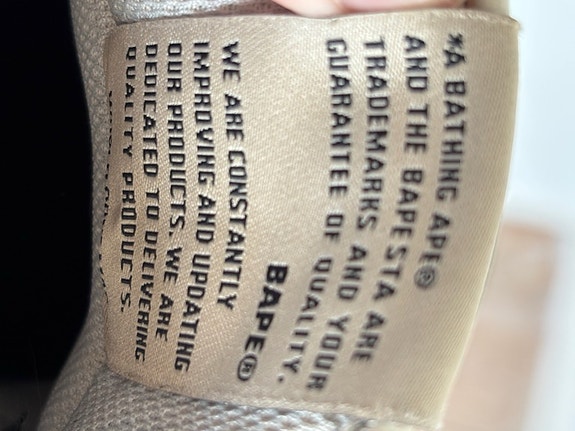 *A BATHING APE®
AND THE BAPESTA ARE
TRADEMARKS AND YOUR
GUARANTEE OF QUALITY.
BAPE®
WE ARE CONSTANTLY
IMPROVING AND UPDATING
OUR PRODUCTS. WE ARE
DEDICATED TO DELIVERING
QUALITY PRODUCTS.